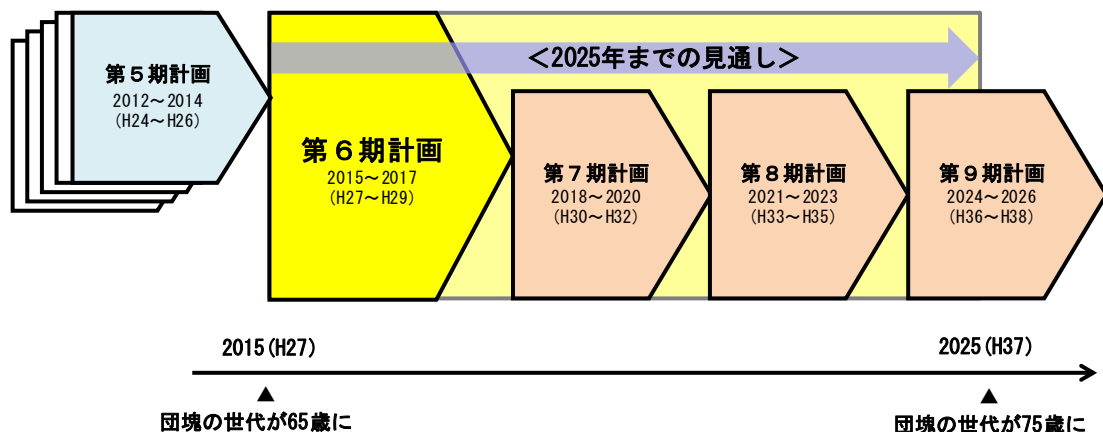 ＜2025年までの見通し＞
第５期計画
2012～2014
(H24～H26)
第６期計画
2015～2017
(H27～H29)
第７期計画
2018～2020
(H30～H32)
第８期計画
2021～2023
(H33～H35)
第９期計画
2024～2026
(H36～H38)
2015(H27)
2025(H37)
▲
▲
団塊の世代が65歳に
団塊の世代が75歳に